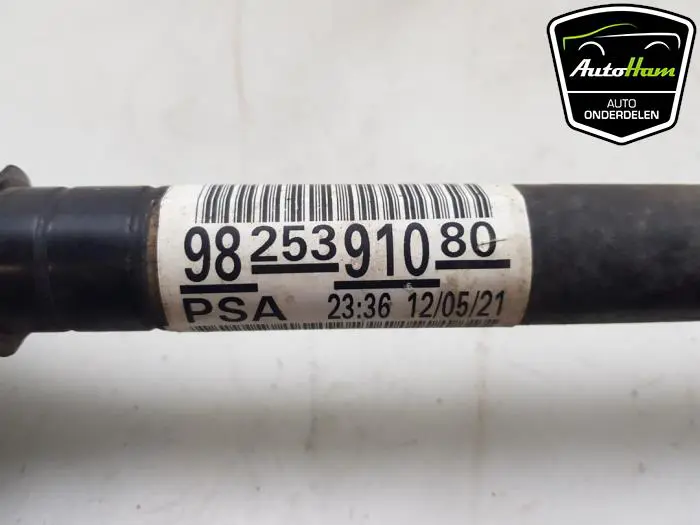 AutoHam
AUTO
ONDERDELEN
98 253 910 80
PSA 23:36 12/05/21